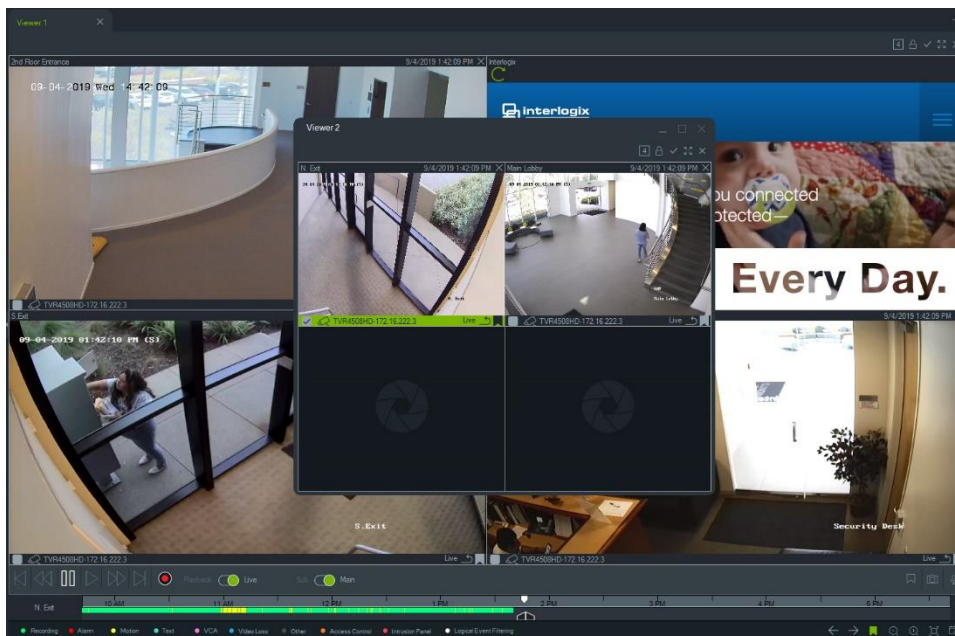 Viewer 1
4
2nd Floor Entrance
9/4/2019 1:42:09 PM
Interlogix
09-04-2019 Wed 14:42:09
interlogix
Viewer 2
4
N. Exit
9/4/2019 1:42:09 PM
Main Lobby
9/4/2019 1:42:09 PM
ou connected
otected—
N. Exit
Main Lobby
Every Day.
TVR4508HD-172.16.222.3
TVR4508HD-172.16.222.3
Live
TVR4508HD-172.16.222.3
Live
S.Exit
9/4/2019 1:42:09 PM
09-04-2019 01:42:10 PM (S)
S.Exit
Security Desk
TVR4508HD-172.16.222.3
Live
TVR4508HD-172.16.222.3
Live
Playback
Live
Sub
Main
N. Exit
10 AM
11 AM
1 PM
2 PM
3 PM
4 PM
5 PM
Recording
Alarm
Motion
Text
VCA
Video Loss
Other
Access Control
Intrusion Panel
Logical Event Filtering